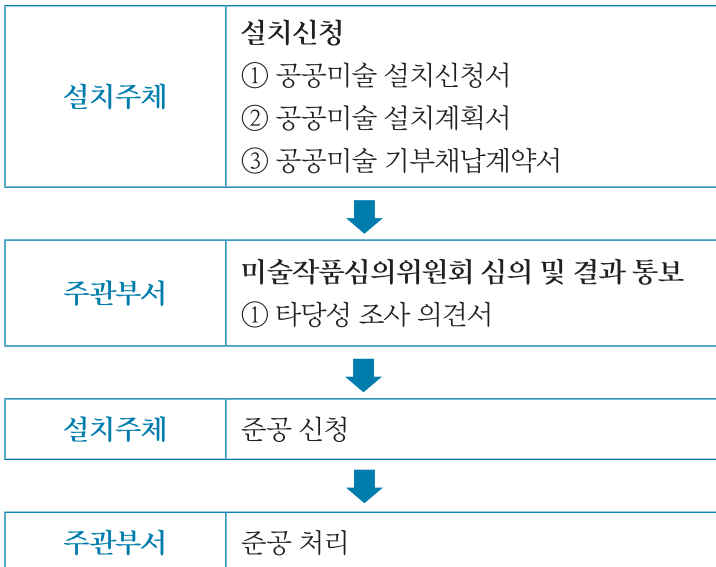 설치주체
설치신청
① 공공미술 설치신청서
② 공공미술 설치계획서
③ 공공미술 기부채납계약서
주관부서
미술작품심의위원회 심의 및 결과 통보
① 타당성 조사 의견서
설치주체
준공 신청
주관부서
준공 처리